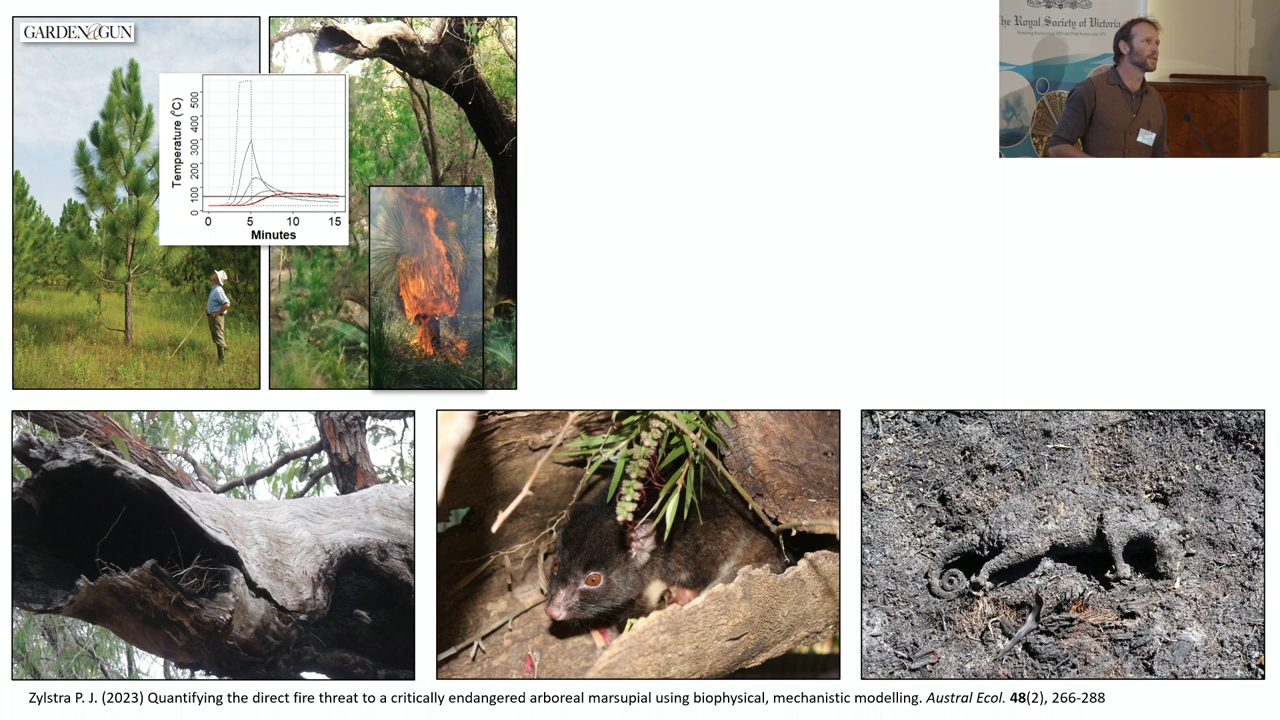 GARDEN&GUN
The Royal Society of Victoria
Temperature (°C)
500
400
300
200
100
0
0 5 10 15
Minutes
Zylstra P. J. (2023) Quantifying the direct fire threat to a critically endangered arboreal marsupial using biophysical, mechanistic modelling. Austral Ecol. 48(2), 266-288